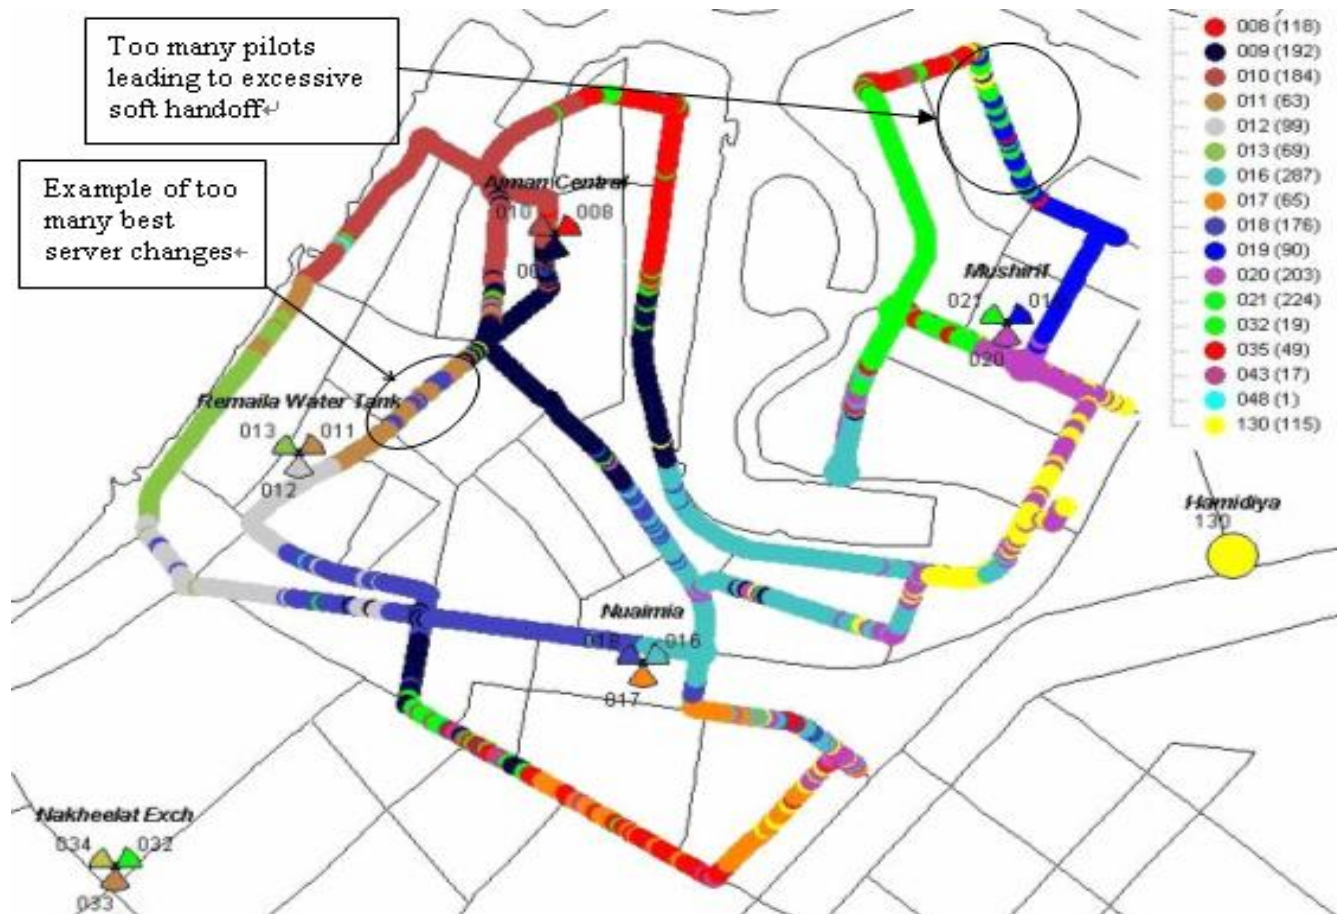 Too many pilots
leading to excessive
soft handoff↵
Example of too
many best
server changes↵
008 (118)
009 (192)
010 (184)
011 (63)
012 (99)
013 (69)
016 (287)
017 (65)
018 (176)
019 (90)
020 (203)
021 (224)
032 (19)
035 (49)
043 (17)
048 (1)
130 (115)
Ajman Central
010
008
Mushirif
021
020
Remaila Water Tank
013
011
012
Hamidiya
130
Nuaimia
018
016
017
Nakheelat Exch
034
032
033